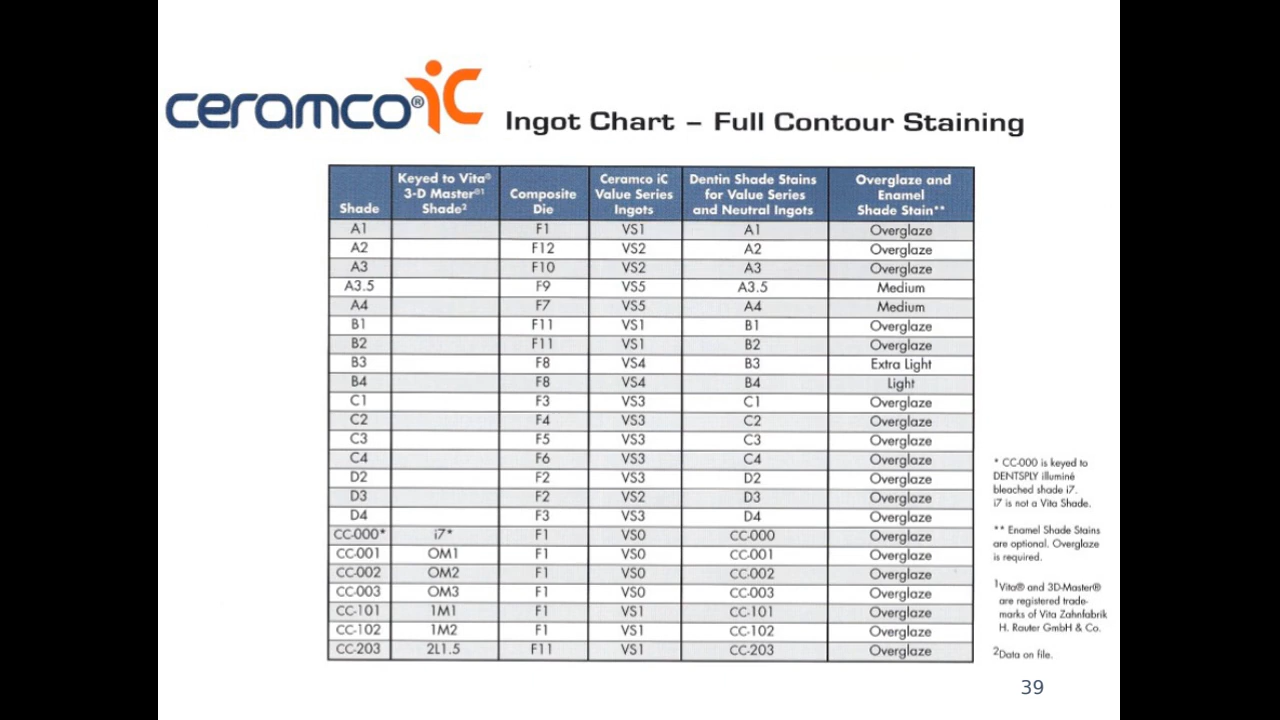 ceramco® iC Ingot Chart – Full Contour Staining
Shade Keyed to Vita® 3-D Master®¹ Shade² Composite Die Ceramco iC Value Series Ingots Dentin Shade Stains for Value Series and Neutral Ingots Overglaze and Enamel Shade Stain**
A1 F1 VS1 A1 Overglaze
A2 F12 VS2 A2 Overglaze
A3 F10 VS2 A3 Overglaze
A3.5 F9 VS5 A3.5 Medium
A4 F7 VS5 A4 Medium
B1 F11 VS1 B1 Overglaze
B2 F11 VS1 B2 Overglaze
B3 F8 VS4 B3 Extra Light
B4 F8 VS4 B4 Light
C1 F3 VS3 C1 Overglaze
C2 F4 VS3 C2 Overglaze
C3 F5 VS3 C3 Overglaze
C4 F6 VS3 C4 Overglaze
D2 F2 VS3 D2 Overglaze
D3 F2 VS2 D3 Overglaze
D4 F3 VS3 D4 Overglaze
CC-000* i7* F1 VS0 CC-000 Overglaze
CC-001 OM1 F1 VS0 CC-001 Overglaze
CC-002 OM2 F1 VS0 CC-002 Overglaze
CC-003 OM3 F1 VS0 CC-003 Overglaze
CC-101 1M1 F1 VS1 CC-101 Overglaze
CC-102 1M2 F1 VS1 CC-102 Overglaze
CC-203 2L1.5 F11 VS1 CC-203 Overglaze
* CC-000 is keyed to
DENTSPLY illuminé
bleached shade i7.
i7 is not a Vita Shade.
** Enamel Shade Stains
are optional. Overglaze
is required.
¹Vita® and 3D-Master®
are registered trade-
marks of Vita Zahnfabrik
H. Rauter GmbH & Co.
²Data on file.
39